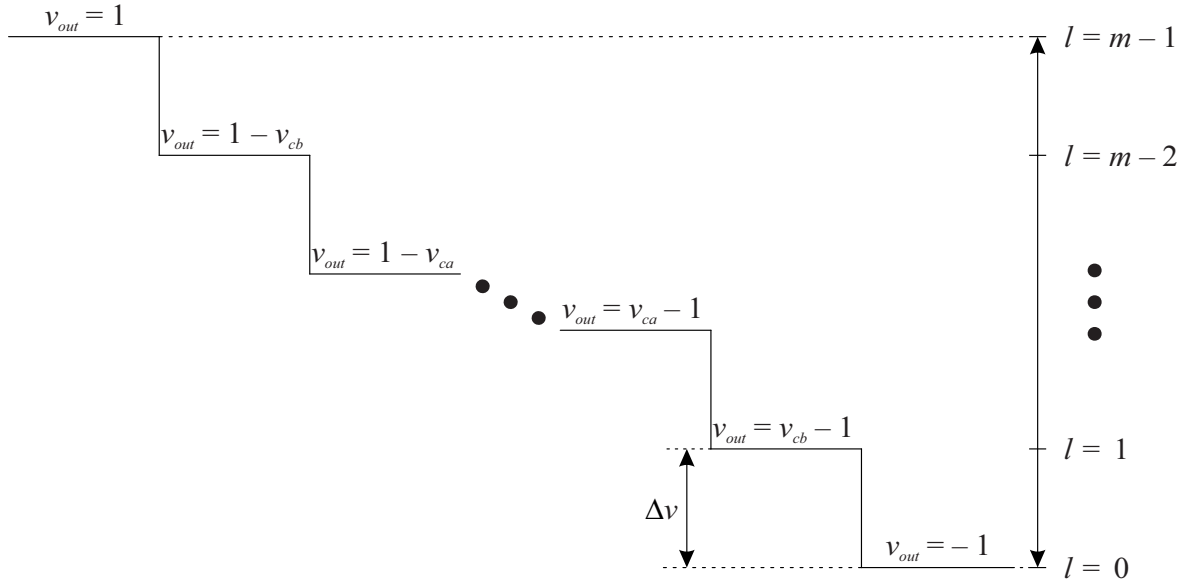 v_out = 1
l = m – 1
v_out = 1 – v_cb
l = m – 2
v_out = 1 – v_ca
v_out = v_ca – 1
v_out = v_cb – 1
l = 1
Δv
v_out = – 1
l = 0